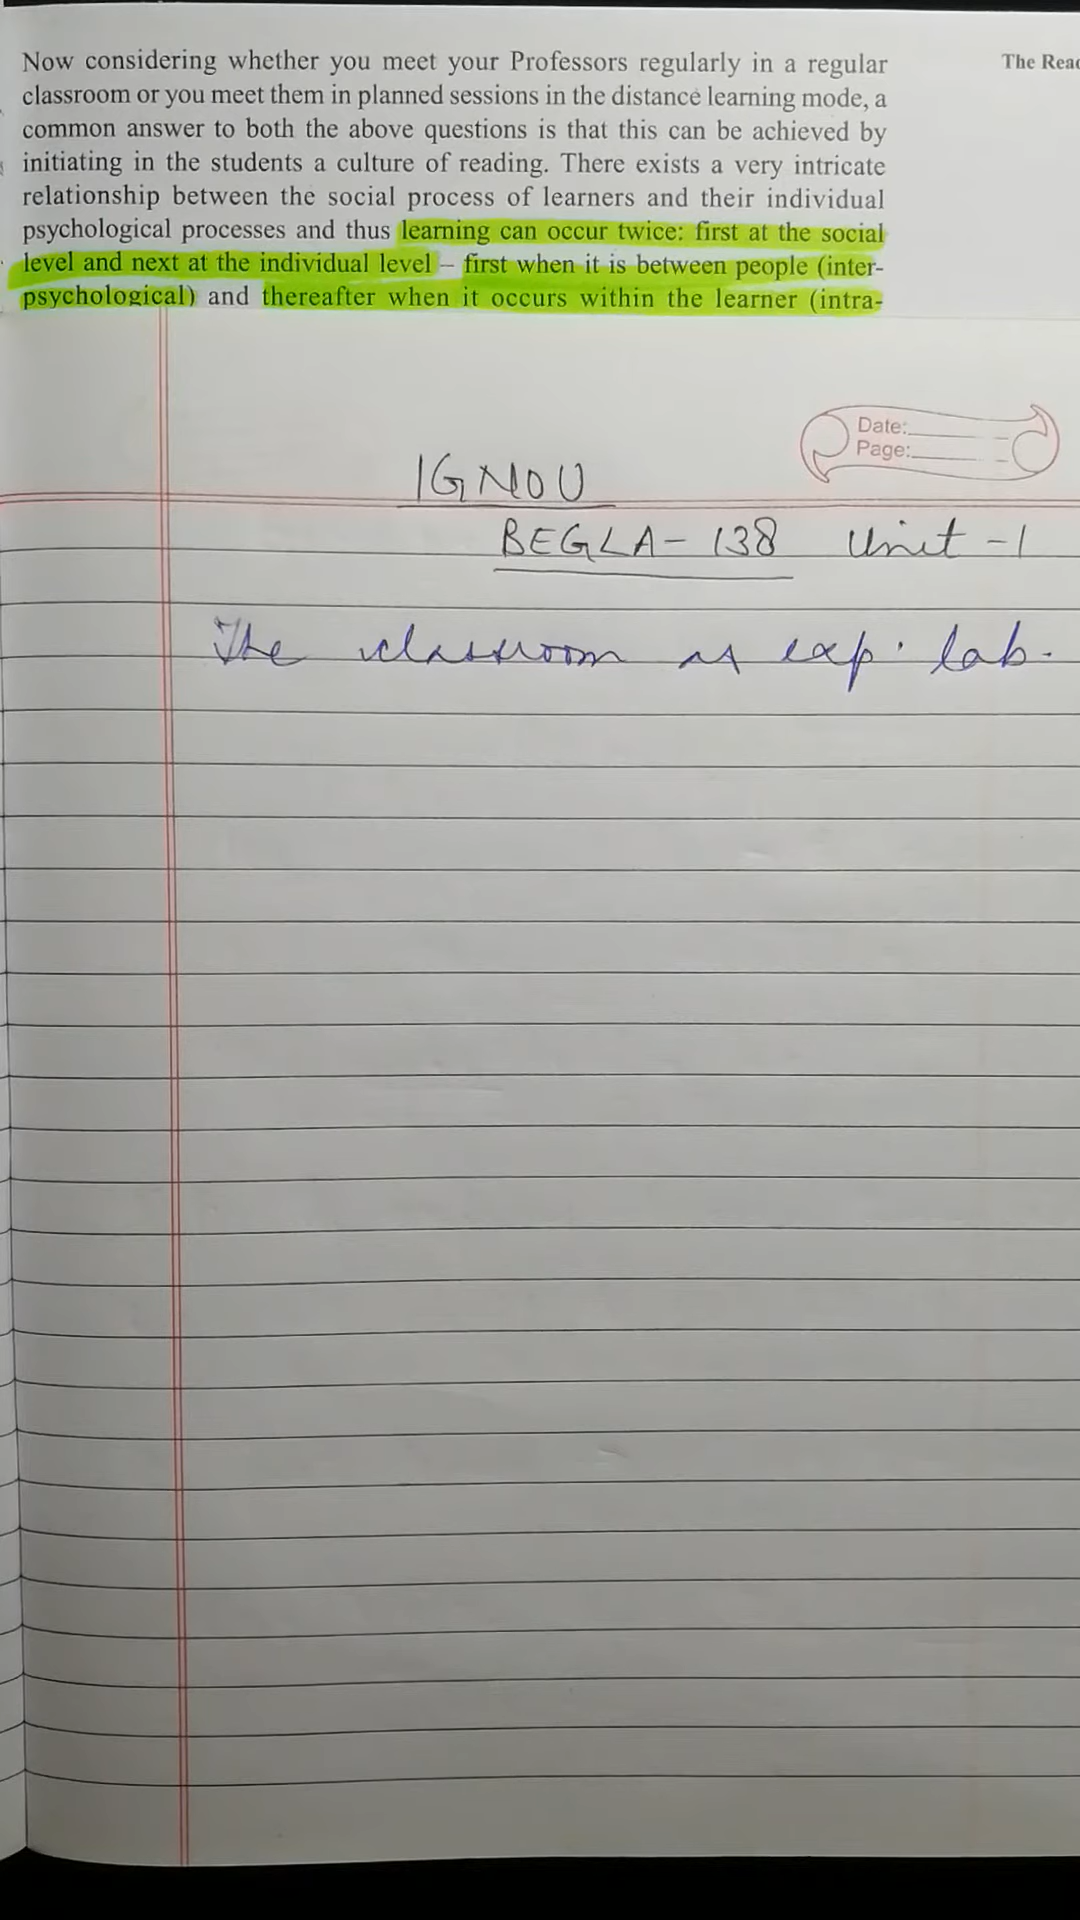 Now considering whether you meet your Professors regularly in a regular
classroom or you meet them in planned sessions in the distance learning mode, a
common answer to both the above questions is that this can be achieved by
initiating in the students a culture of reading. There exists a very intricate
relationship between the social process of learners and their individual
psychological processes and thus learning can occur twice: first at the social
level and next at the individual level – first when it is between people (inter-
psychological) and thereafter when it occurs within the learner (intra-
The Read
Date:
Page:
IGNOU
BEGLA-138 Unit-1
The classroom as exp. lab.